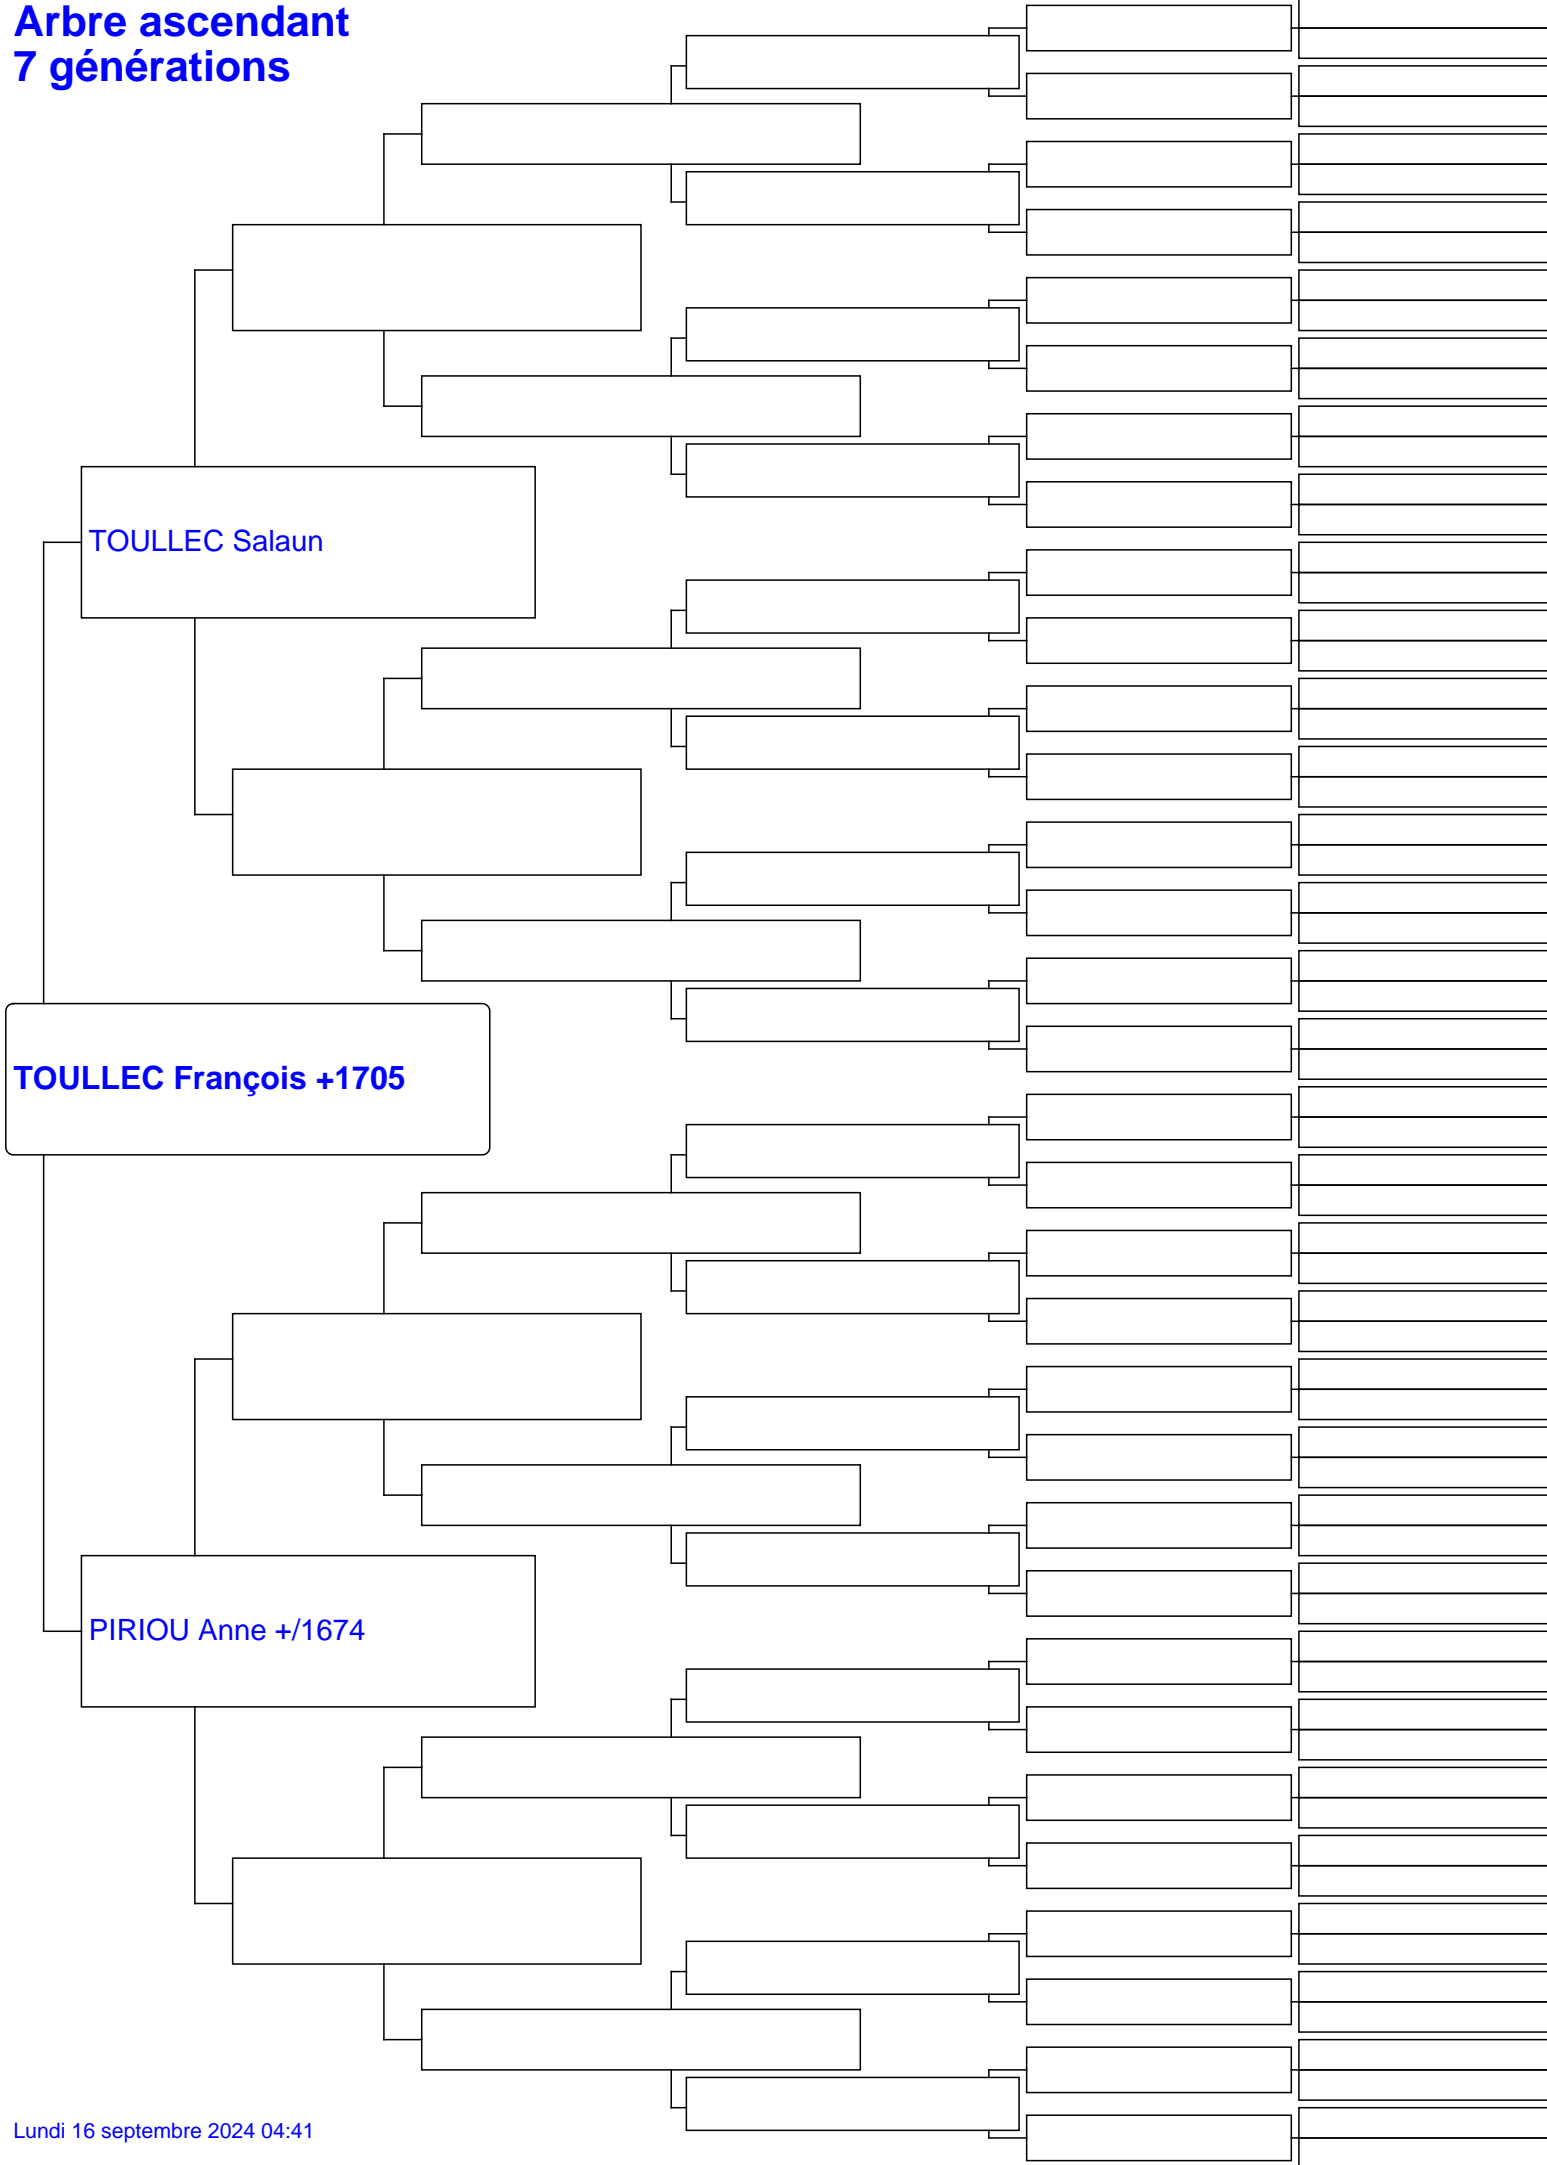 Arbre ascendant
7 générations
TOULLEC Salaun
TOULLEC François +1705
PIRIOU Anne +/1674
Lundi 16 septembre 2024 04:41